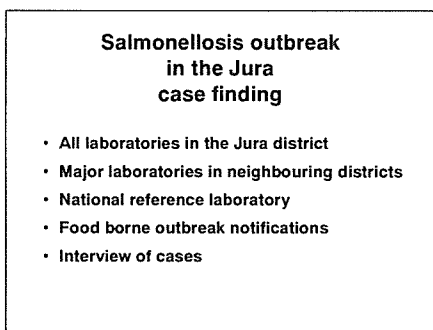 Salmonellosis outbreak
in the Jura
case finding
• All laboratories in the Jura district
• Major laboratories in neighbouring districts
• National reference laboratory
• Food borne outbreak notifications
• Interview of cases